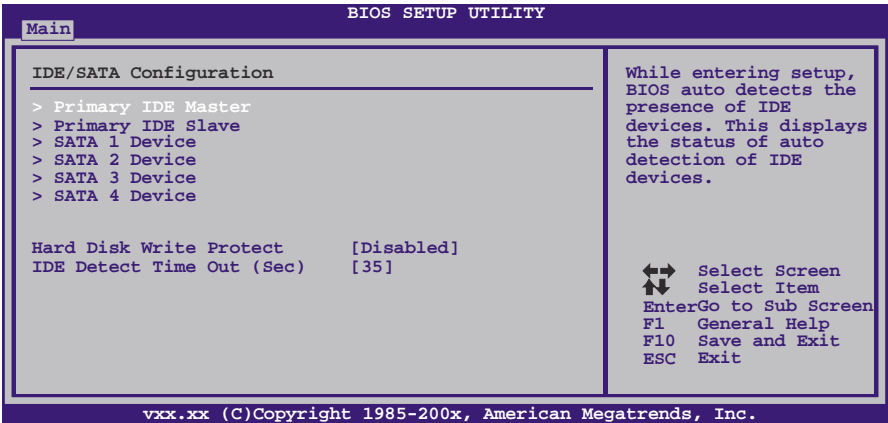 BIOS SETUP UTILITY
Main
IDE/SATA Configuration
> Primary IDE Master
> Primary IDE Slave
> SATA 1 Device
> SATA 2 Device
> SATA 3 Device
> SATA 4 Device
Hard Disk Write Protect [Disabled]
IDE Detect Time Out (Sec) [35]
While entering setup,
BIOS auto detects the
presence of IDE
devices. This displays
the status of auto
detection of IDE
devices.
Select Screen
Select Item
EnterGo to Sub Screen
F1 General Help
F10 Save and Exit
ESC Exit
vxx.xx (C)Copyright 1985-200x, American Megatrends, Inc.